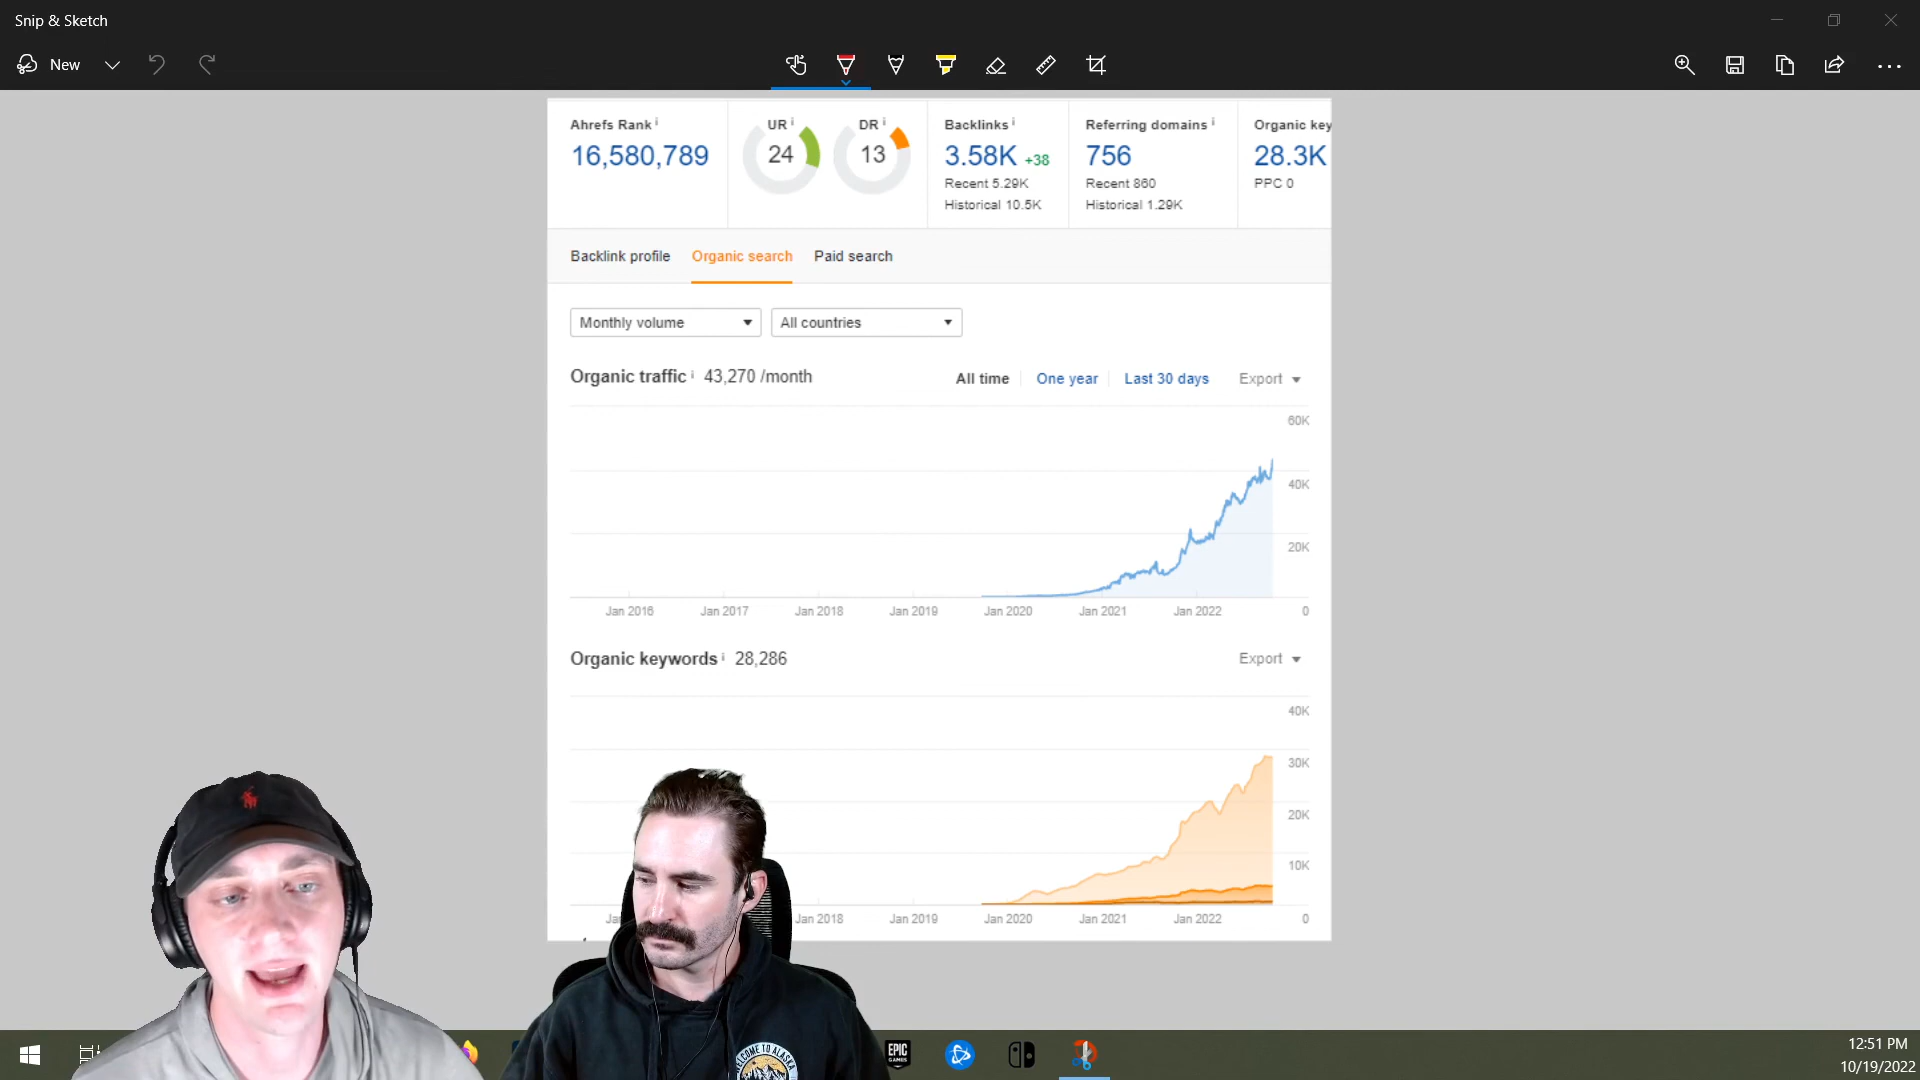 Snip & Sketch
New
Ahrefs Rank i
16,580,789
UR i
24
DR i
13
Backlinks i
3.58K +38
Recent 5.29K
Historical 10.5K
Referring domains i
756
Recent 860
Historical 1.29K
Organic key
28.3K
PPC 0
Backlink profile Organic search Paid search
Monthly volume All countries
Organic traffic i 43,270 /month
All time One year Last 30 days Export
60K
40K
20K
0
Jan 2016 Jan 2017 Jan 2018 Jan 2019 Jan 2020 Jan 2021 Jan 2022
Organic keywords i 28,286
Export
40K
30K
20K
10K
0
Ja Jan 2018 Jan 2019 Jan 2020 Jan 2021 Jan 2022
COME TO ALASKA
EPIC
GAMES
12:51 PM
10/19/2022